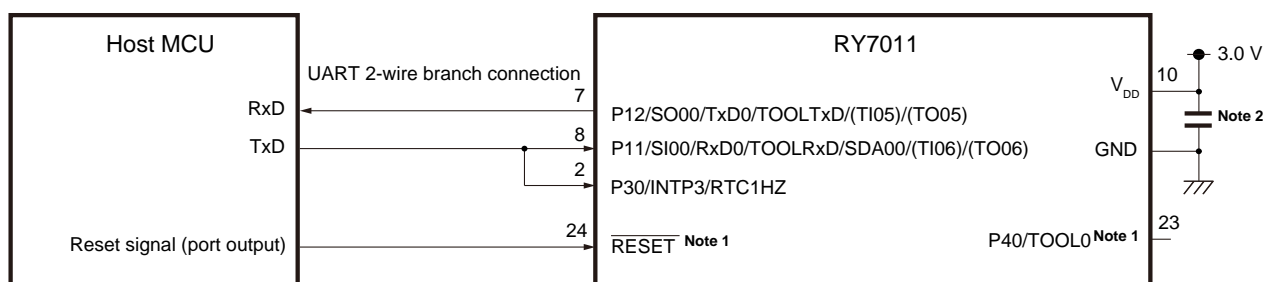 Host MCU
RY7011
3.0 V
UART 2-wire branch connection
10
VDD
RxD
7
P12/SO00/TxD0/TOOLTxD/(TI05)/(TO05)
Note 2
TxD
8
P11/SI00/RxD0/TOOLRxD/SDA00/(TI06)/(TO06)
GND
2
P30/INTP3/RTC1HZ
Reset signal (port output)
24
RESET Note 1
P40/TOOL0 Note 1
23